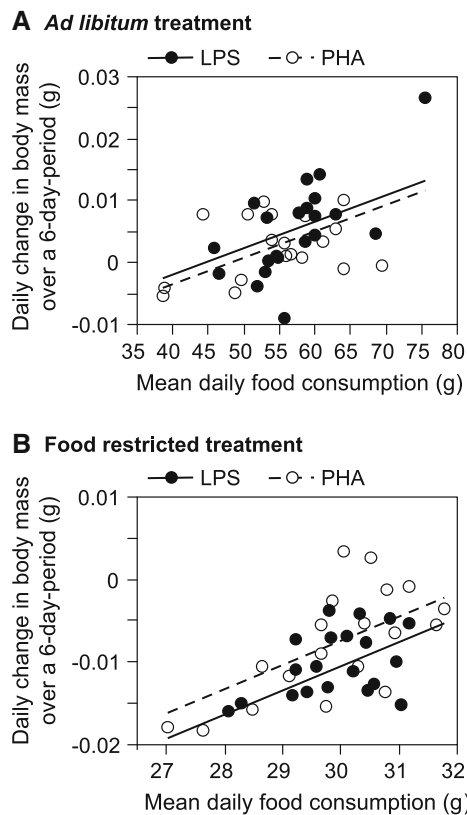 A Ad libitum treatment
LPS PHA
0.03
0.02
0.01
0
-0.01
35 40 45 50 55 60 65 70 75 80
Daily change in body mass
over a 6-day-period (g)
Mean daily food consumption (g)
B Food restricted treatment
LPS PHA
0.01
0
-0.01
-0.02
27 28 29 30 31 32
Daily change in body mass
over a 6-day-period (g)
Mean daily food consumption (g)